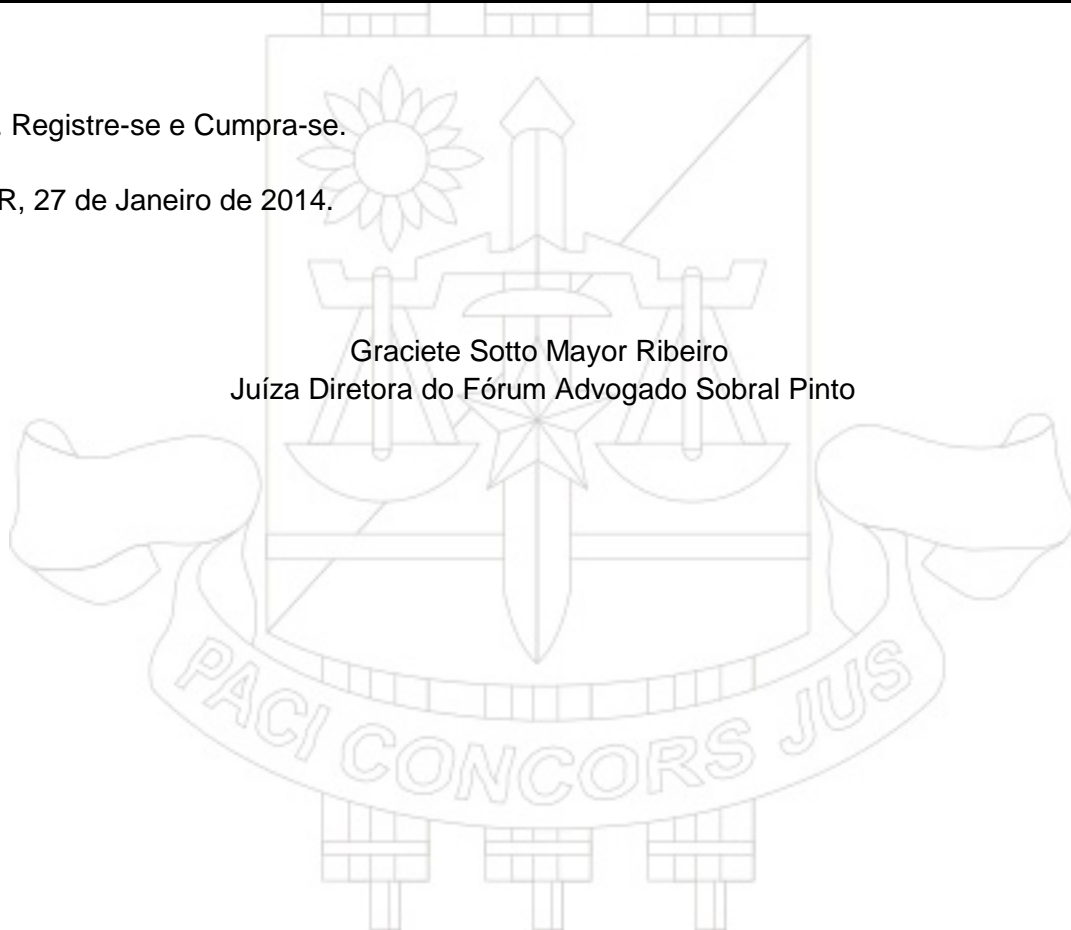 . Registre-se e Cumpra-se.
R, 27 de Janeiro de 2014.
Graciete Sotto Mayor Ribeiro
Juíza Diretora do Fórum Advogado Sobral Pinto
PACI CONCORS JUS